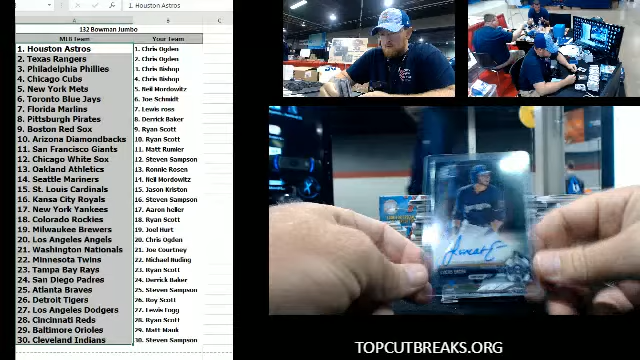 1. Houston Astros
132 Bowman Jumbo
MLB Team Your Team
1. Houston Astros 1. Chris Ogden
2. Texas Rangers 2. Chris Ogden
3. Philadelphia Phillies 3. Chris Bishop
4. Chicago Cubs 4. Chris Bishop
5. New York Mets 5. Neil Mordowitz
6. Toronto Blue Jays 6. Joe Schmidt
7. Florida Marlins 7. Lewis ross
8. Pittsburgh Pirates 8. Derrick Baker
9. Boston Red Sox 9. Ryan Scott
10. Arizona Diamondbacks 10. Ryan Scott
11. San Francisco Giants 11. Matt Rumler
12. Chicago White Sox 12. Steven Sampson
13. Oakland Athletics 13. Ronnie Rosen
14. Seattle Mariners 14. Neil Mordowitz
15. St. Louis Cardinals 15. Jason Kriston
16. Kansa City Royals 16. Steven Sampson
17. New York Yankees 17. Aaron heller
18. Colorado Rockies 18. Ryan Scott
19. Milwaukee Brewers 19. Joel Hurt
20. Los Angeles Angels 20. Chris Ogden
21. Washington Nationals 21. Joe Courtney
22. Minnesota Twins 22. Michael Ruding
23. Tampa Bay Rays 23. Ryan Scott
24. San Diego Padres 24. Derrick Baker
25. Atlanta Braves 25. Steven Sampson
26. Detroit Tigers 26. Roy Scott
27. Los Angeles Dodgers 27. Lewis Fogg
28. Cincinnati Reds 28. Ryan Scott
29. Baltimore Orioles 29. Matt Mauk
30. Cleveland Indians 30. Steven Sampson
TOPCUTBREAKS.ORG